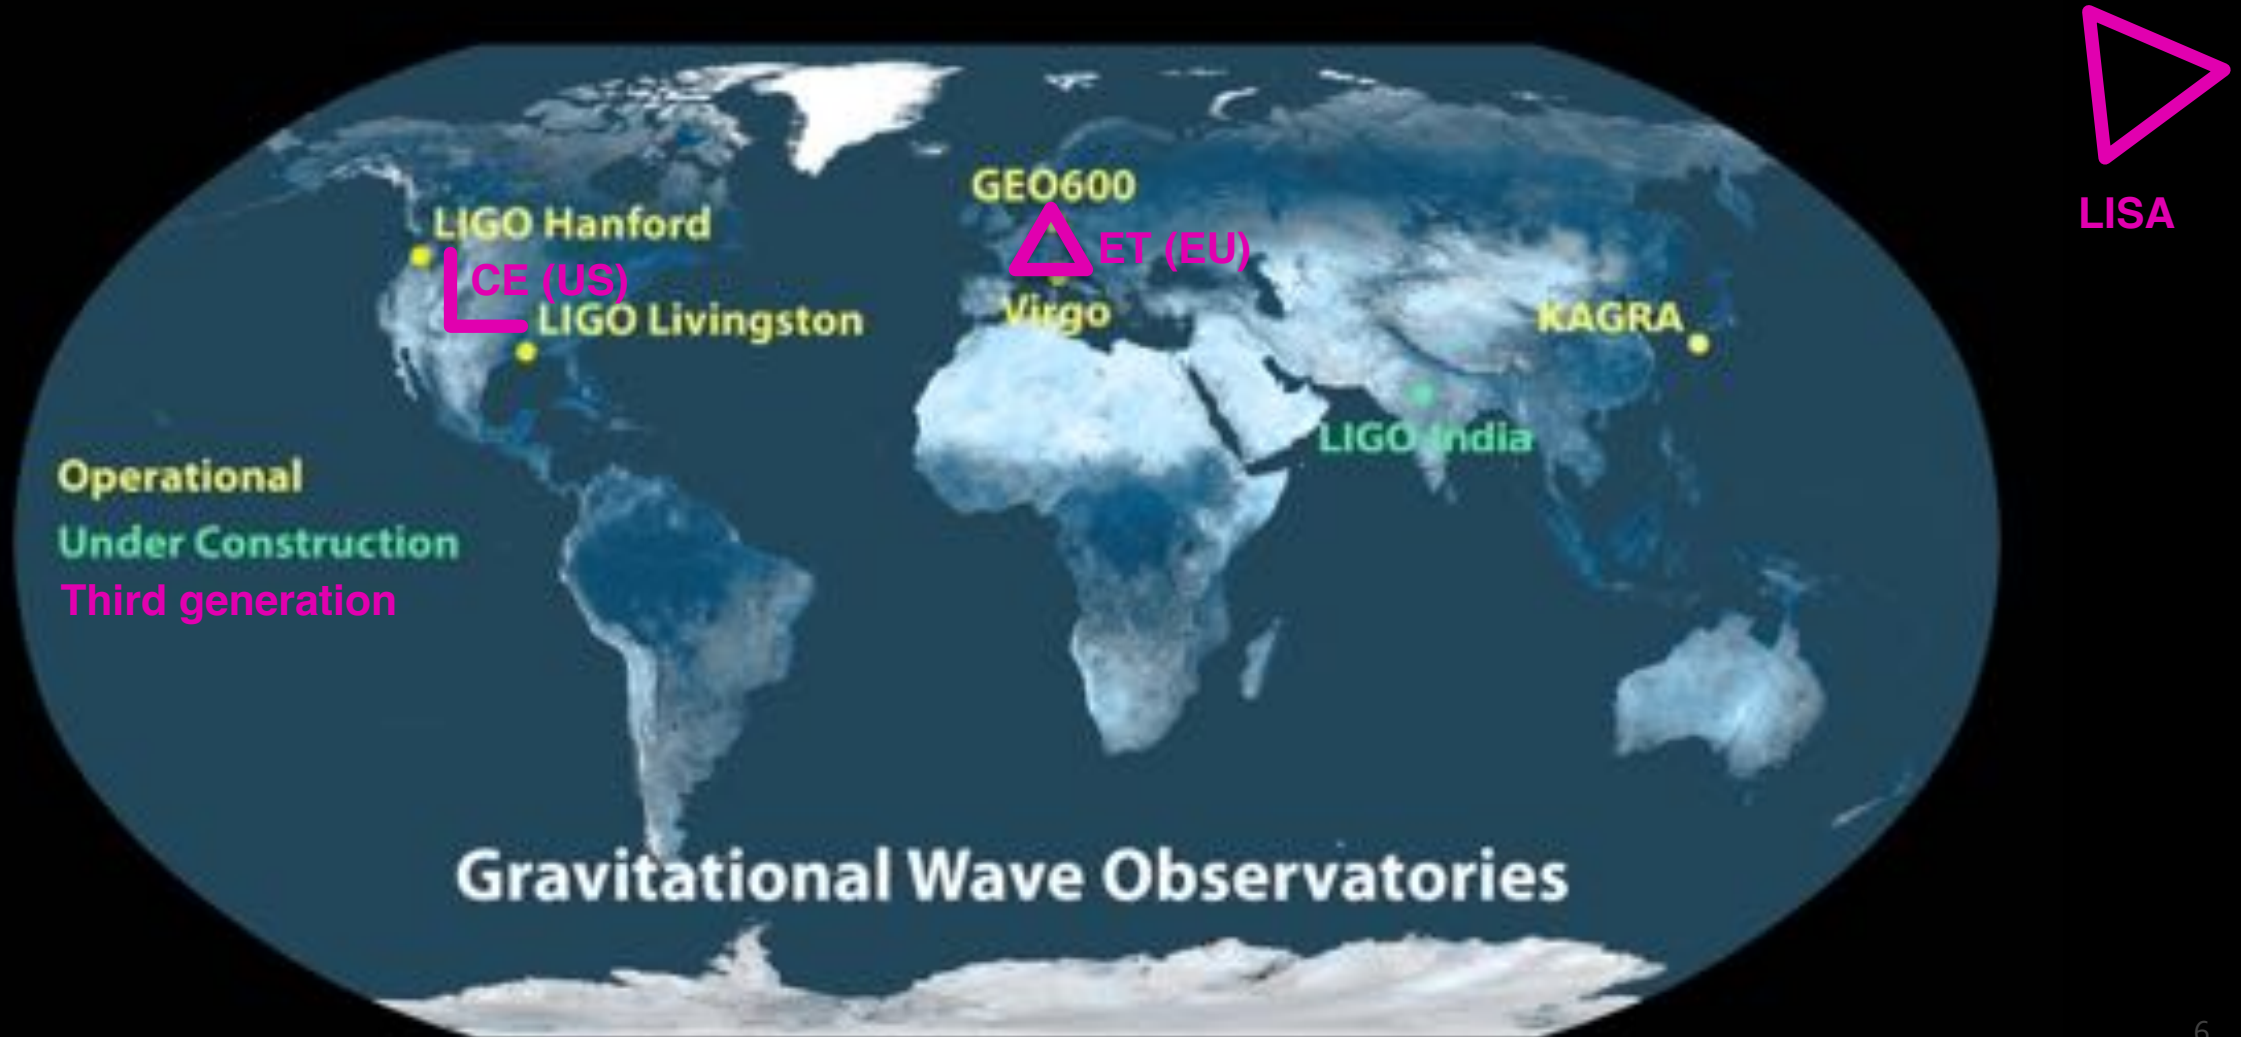 LISA
GEO600
LIGO Hanford
ET (EU)
CE (US)
LIGO Livingston
Virgo
KAGRA
LIGO-India
Operational
Under Construction
Third generation
Gravitational Wave Observatories
6